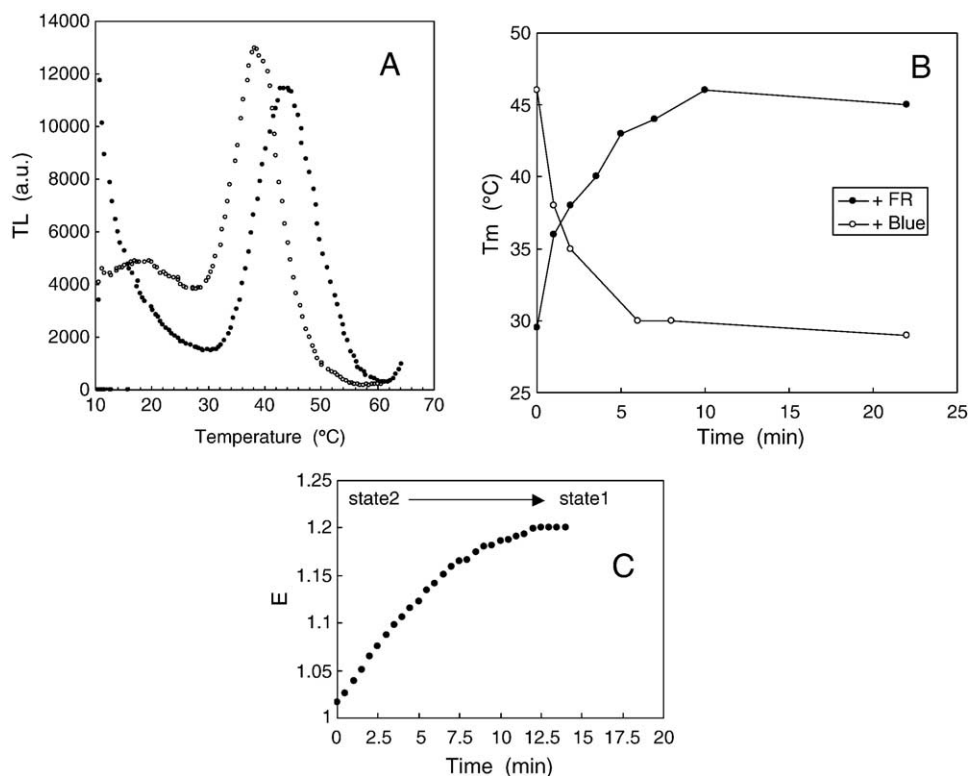 A
14000
12000
10000
8000
6000
4000
2000
0
TL (a.u.)
10 20 30 40 50 60 70
Temperature (°C)
B
50
45
40
35
30
25
Tm (°C)
+ FR
+ Blue
0 5 10 15 20 25
Time (min)
1.25
1.2
1.15
1.1
1.05
1
E
state2 state1
C
0 2.5 5 7.5 10 12.5 15 17.5 20
Time (min)